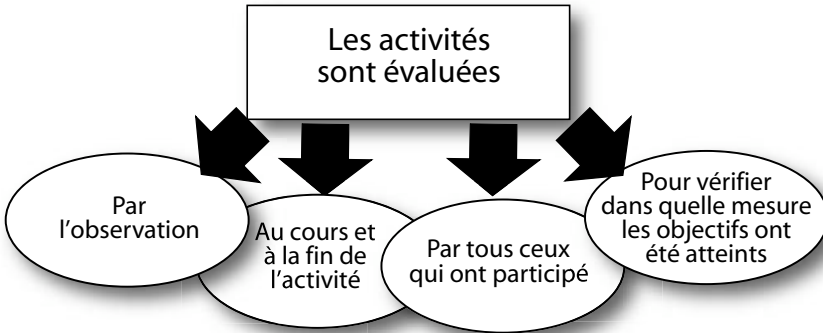 Les activités
sont évaluées
Par
l'observation
Au cours et
à la fin de
l'activité
Par tous ceux
qui ont participé
Pour vérifier
dans quelle mesure
les objectifs ont
été atteints